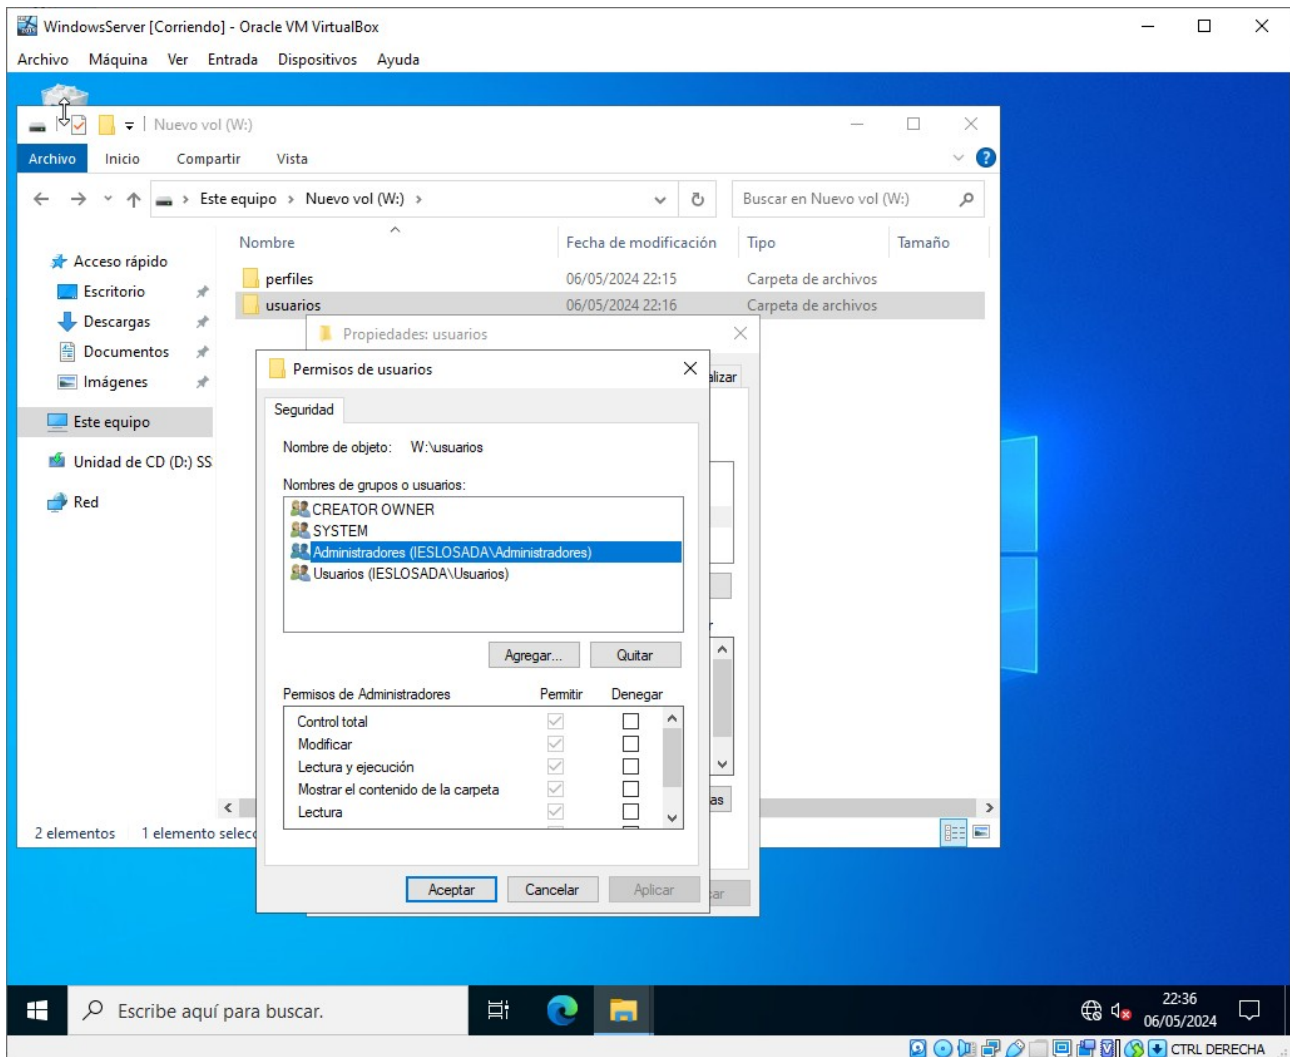 WindowsServer [Corriendo] - Oracle VM VirtualBox
Archivo Máquina Ver Entrada Dispositivos Ayuda
Nuevo vol (W:)
Archivo Inicio Compartir Vista
Este equipo > Nuevo vol (W:) >
Buscar en Nuevo vol (W:)
Nombre Fecha de modificación Tipo Tamaño
Acceso rápido
Escritorio
Descargas
Documentos
Imágenes
Este equipo
Unidad de CD (D:) SS
Red
perfiles 06/05/2024 22:15 Carpeta de archivos
usuarios 06/05/2024 22:16 Carpeta de archivos
Propiedades: usuarios
alizar
Permisos de usuarios
Seguridad
Nombre de objeto: W:\usuarios
Nombres de grupos o usuarios:
CREATOR OWNER
SYSTEM
Administradores (IESLOSADA\Administradores)
Usuarios (IESLOSADA\Usuarios)
Agregar... Quitar
Permisos de Administradores Permitir Denegar
Control total
Modificar
Lectura y ejecución
Mostrar el contenido de la carpeta
Lectura
as
Aceptar Cancelar Aplicar
car
2 elementos 1 elemento selecc
Escribe aquí para buscar.
22:36
06/05/2024
CTRL DERECHA